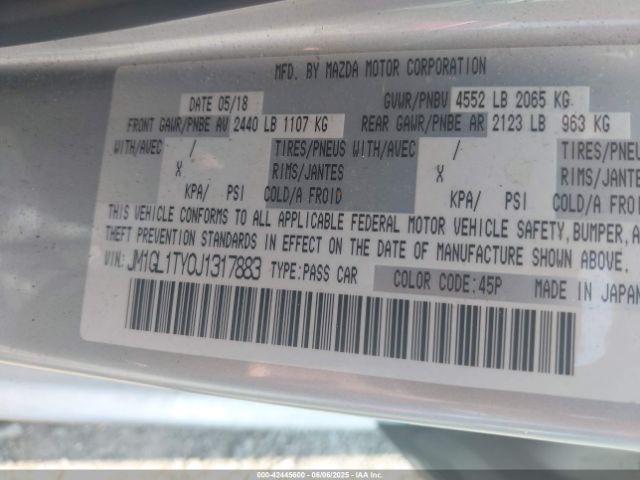 MFD. BY MAZDA MOTOR CORPORATION
DATE 05/18 GVWR/PNBV 4552 LB 2065 KG
FRONT GAWR/PNBE AV 2440 LB 1107 KG REAR GAWR/PNBE AR 2123 LB 963 KG
WITH/AVEC / TIRES/PNEUS WITH/AVEC / TIRES/PNEU
X RIMS/JANTES X RIMS/JANTES
KPA/ PSI COLD/A FROID KPA/ PSI COLD/A FROID
THIS VEHICLE CONFORMS TO ALL APPLICABLE FEDERAL MOTOR VEHICLE SAFETY, BUMPER, A
THEFT PREVENTION STANDARDS IN EFFECT ON THE DATE OF MANUFACTURE SHOWN ABOVE.
VIN: JM1GL1TY0J1317883 TYPE:PASS CAR COLOR CODE:45P MADE IN JAPAN
000-42445600 - 06/06/2025 - IAAI.COM